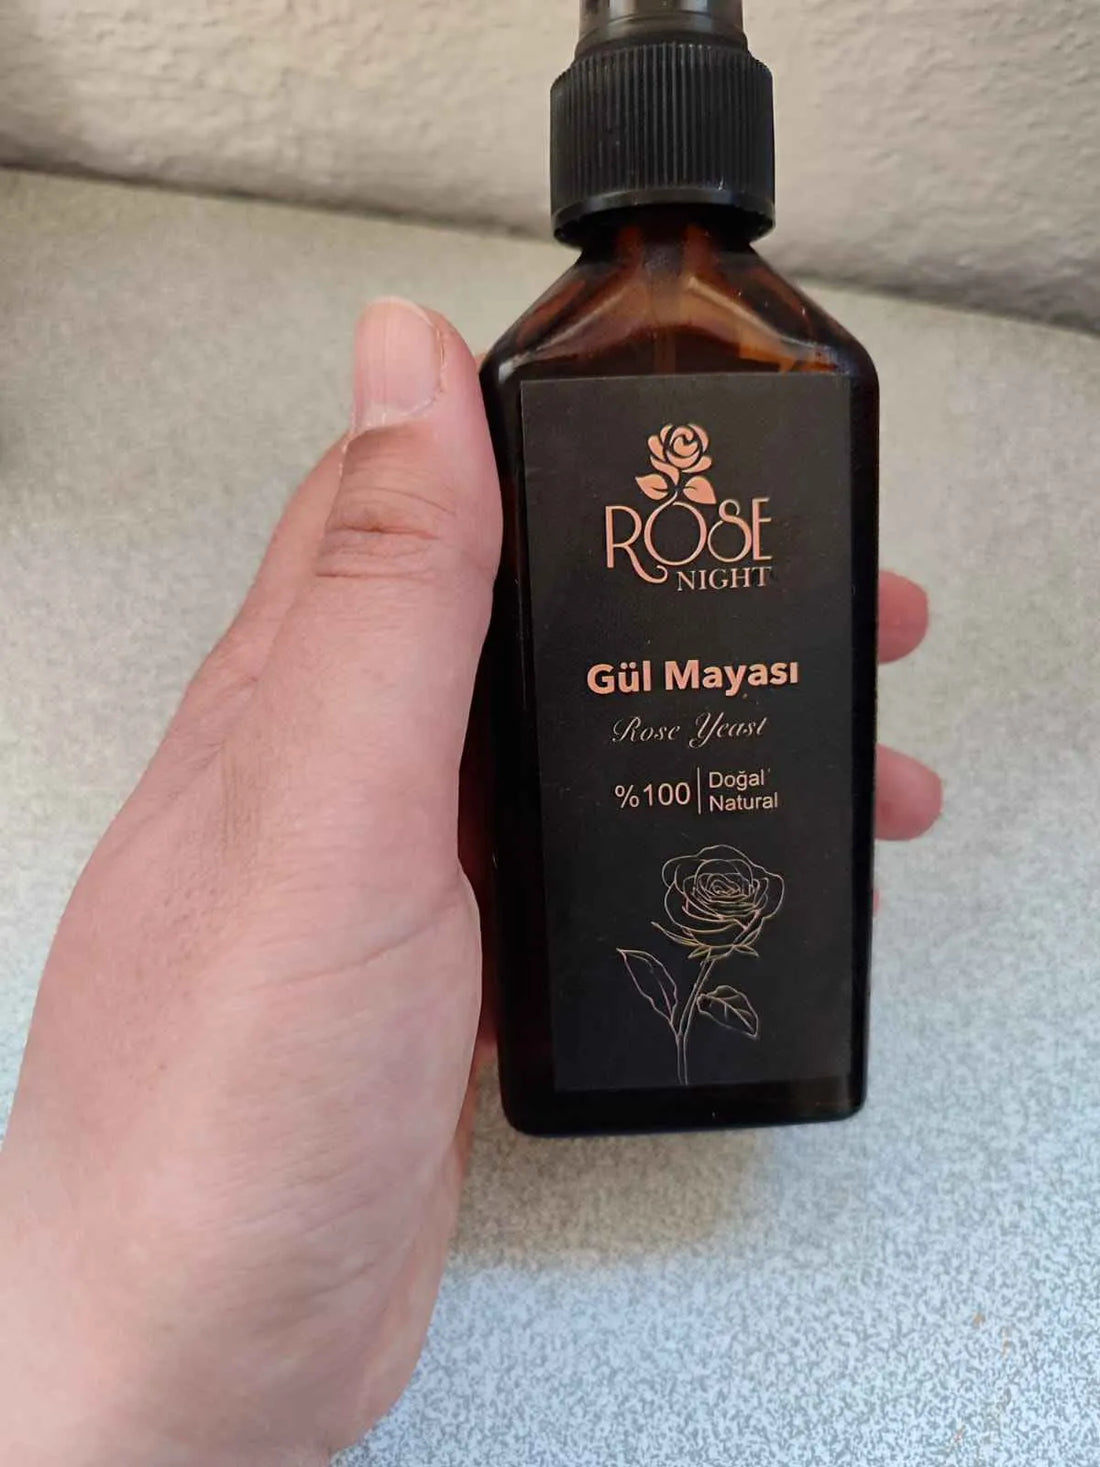 ROSE
NIGHT
Gül Mayası
Rose Yeast
%100 Doğal
Natural